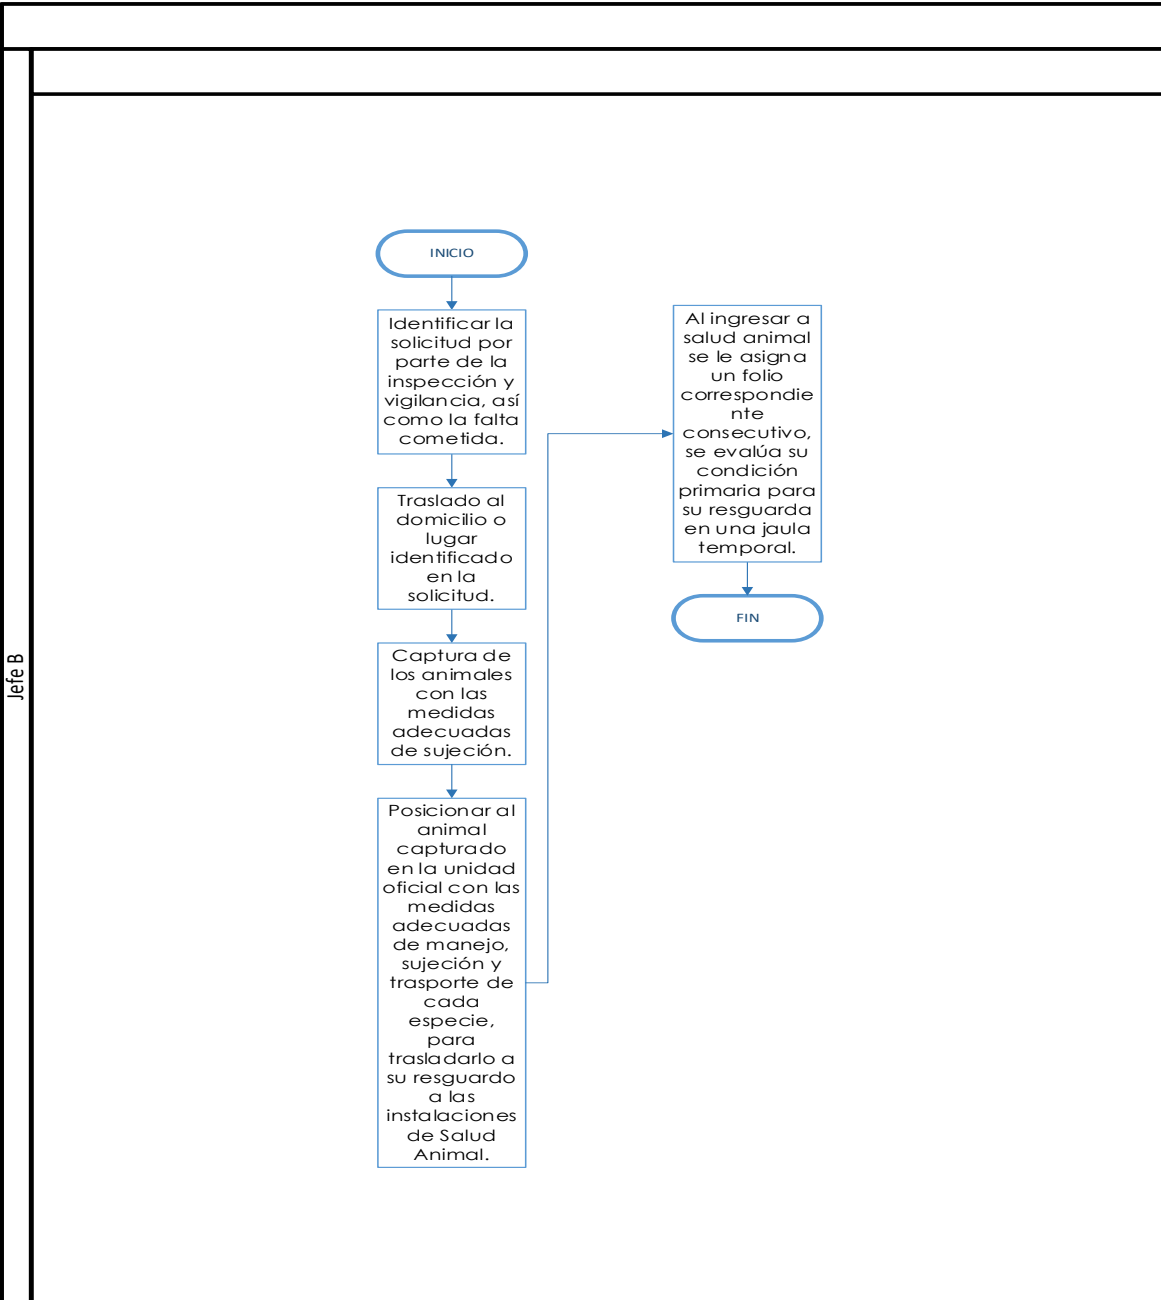 Jefe B
INICIO
Identificar la
solicitud por
parte de la
inspección y
vigilancia, así
como la falta
cometida.
Traslado al
domicilio o
lugar
identificado
en la
solicitud.
Captura de
los animales
con las
medidas
adecuadas
de sujeción.
Posicionar al
animal
capturado
en la unidad
oficial con las
medidas
adecuadas
de manejo,
sujeción y
trasporte de
cada
especie,
para
trasladarlo a
su resguardo
a las
instalaciones
de Salud
Animal.
Al ingresar a
salud animal
se le asigna
un folio
correspondie
nte
consecutivo,
se evalúa su
condición
primaria para
su resguarda
en una jaula
temporal.
FIN